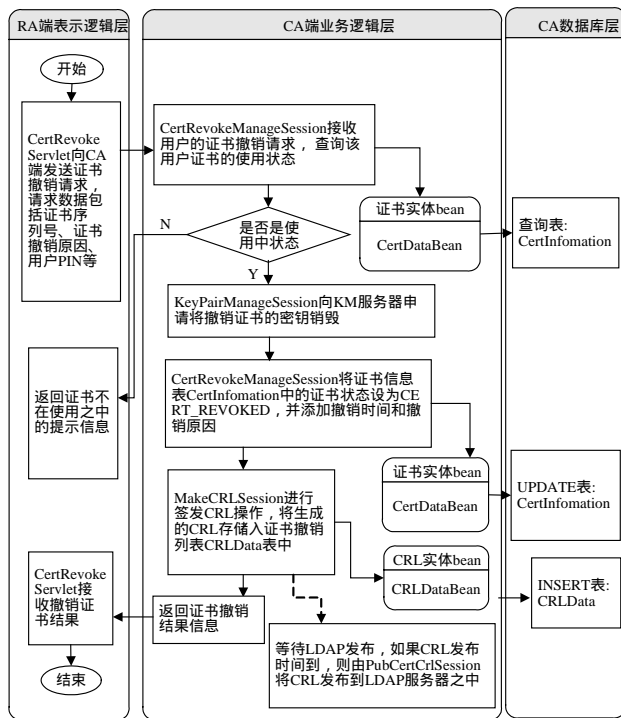 RA端表示逻辑层
CA端业务逻辑层
CA数据库层
开始
CertRevoke
Servlet向CA
端发送证书
撤销请求，
请求数据包
括证书序
列号、证书
撤销原因、
用户PIN等
CertRevokeManageSession接收
用户的证书撤销请求， 查询该
用户证书的使用状态
证书实体bean
CertDataBean
查询表:
CertInfomation
是否是使
用中状态
N
Y
KeyPairManageSession向KM服务器申
请将撤销证书的密钥销毁
返回证书不
在使用之中
的提示信息
CertRevokeManageSession将证书信息
表CertInfomation中的证书状态设为CE
RT_REVOKED，并添加撤销时间和撤
销原因
证书实体bean
CertDataBean
UPDATE表:
CertInfomation
MakeCRLSession进行
签发CRL操作，将生成
的CRL存储入证书撤销
列表CRLData表中
CRL实体bean
CRLDataBean
INSERT表:
CRLData
CertRevoke
Servlet接
收撤销证
书结果
返回证书撤销
结果信息
等待LDAP发布，如果CRL发布
时间到，则由PubCertCrlSession
将CRL发布到LDAP服务器之中
结束